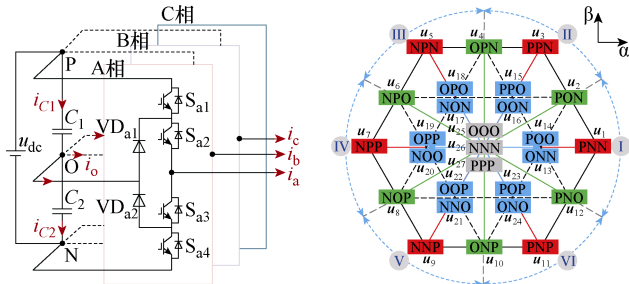 C相
B相
A相
P
i_C1
C_1
u_dc
O
i_o
C_2
i_C2
N
VD_a1
VD_a2
S_a1
S_a2
S_a3
S_a4
i_c
i_b
i_a
β
α
III
II
u_5
u_4
u_3
NPN
OPN
PPN
u_18
u_15
u_6
OPO
PPO
u_2
NPO
NON
OON
PON
u_17
u_16
u_19
u_25
OOO
u_14
u_7
OPP
u_26
NNN
POO
u_1
IV
NPP
NOO
ONN
PNN
I
u_20
u_27
PPP
u_13
u_22
u_23
NOP
OOP
POP
PNO
u_8
NNO
ONO
u_12
u_21
u_24
V
NNP
ONP
PNP
VI
u_9
u_10
u_11